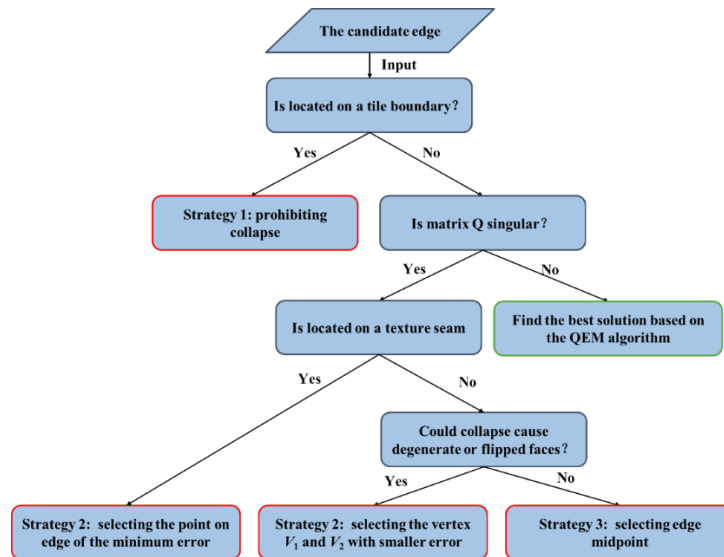 The candidate edge
Input
Is located on a tile boundary?
Yes
No
Strategy 1: prohibiting
collapse
Is matrix Q singular?
Yes
No
Is located on a texture seam
Find the best solution based on
the QEM algorithm
Yes
No
Could collapse cause
degenerate or flipped faces?
Yes
No
Strategy 2: selecting the point on
edge of the minimum error
Strategy 2: selecting the vertex
V₁ and V₂ with smaller error
Strategy 3: selecting edge
midpoint